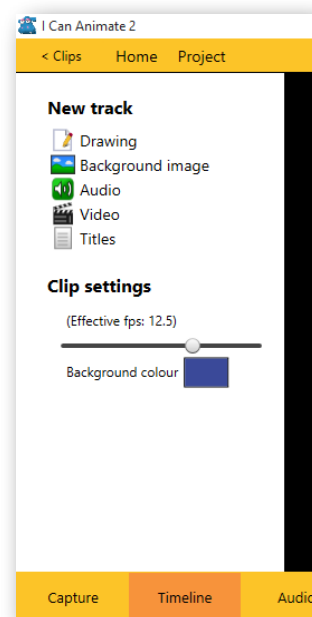 I Can Animate 2
< Clips Home Project
New track
Drawing
Background image
Audio
Video
Titles
Clip settings
(Effective fps: 12.5)
Background colour
Capture Timeline Audio